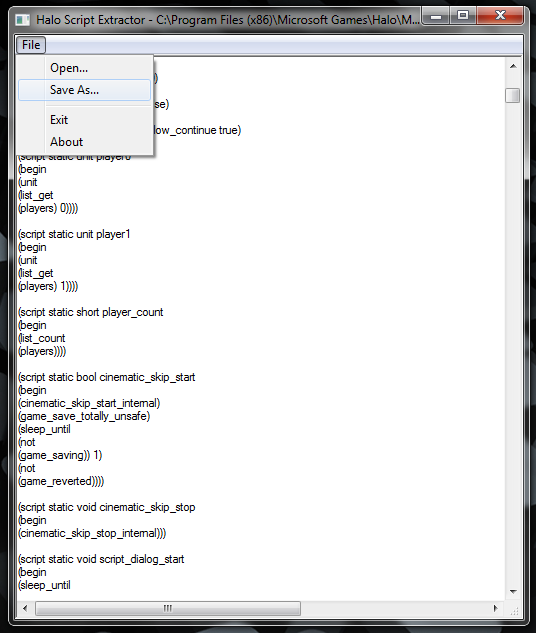 Halo Script Extractor - C:\Program Files (x86)\Microsoft Games\Halo\M...
File
Open...
Save As...
Exit
About
)
se)
low_continue true)
(script static unit player0
(begin
(unit
(list_get
(players) 0))))
(script static unit player1
(begin
(unit
(list_get
(players) 1))))
(script static short player_count
(begin
(list_count
(players))))
(script static bool cinematic_skip_start
(begin
(cinematic_skip_start_internal)
(game_save_totally_unsafe)
(sleep_until
(not
(game_saving)) 1)
(not
(game_reverted))))
(script static void cinematic_skip_stop
(begin
(cinematic_skip_stop_internal)))
(script static void script_dialog_start
(begin
(sleep_until